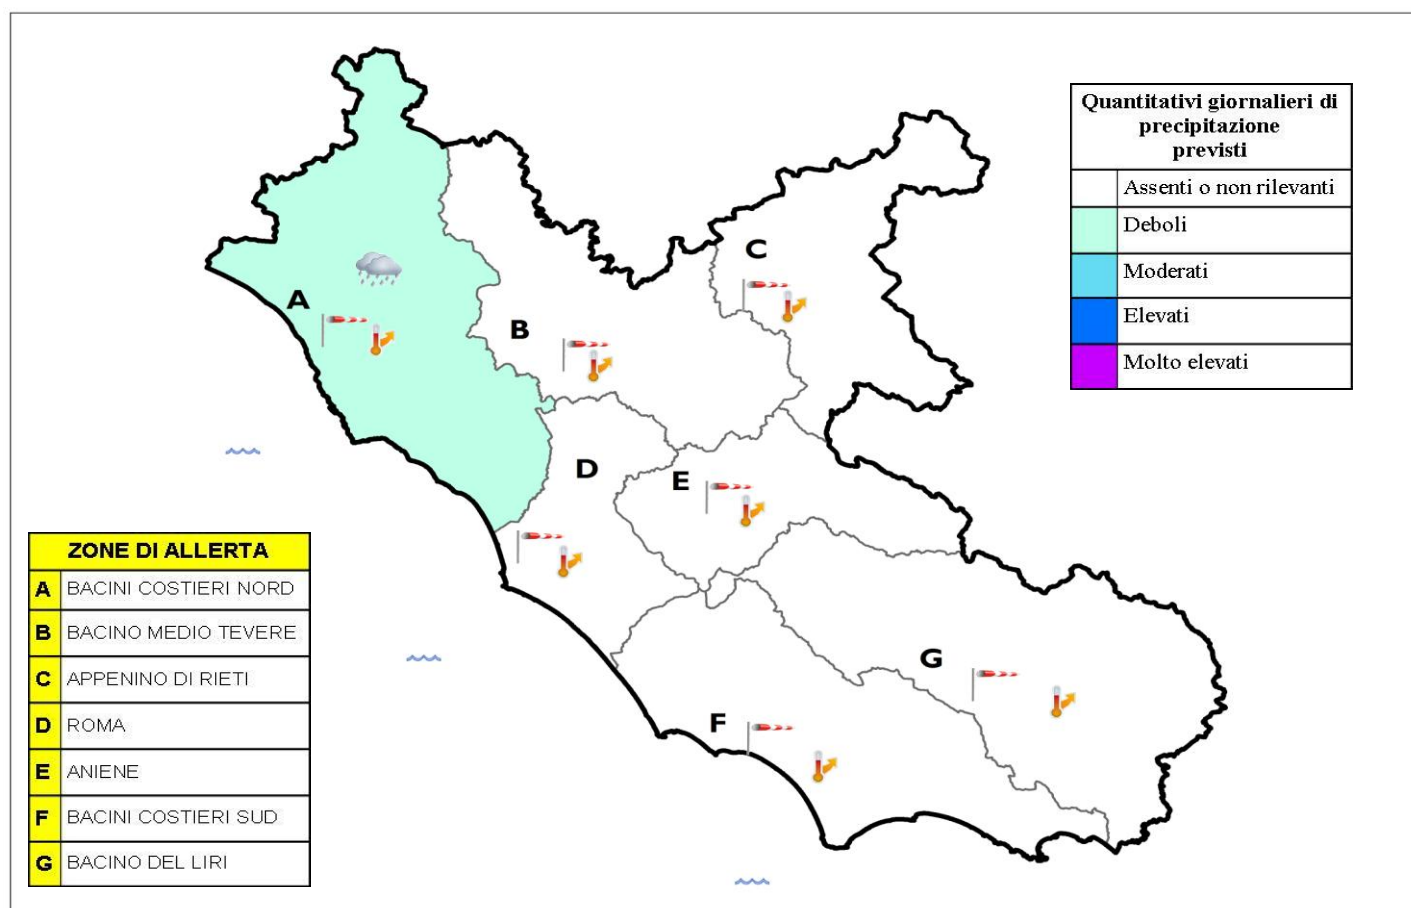 Quantitativi giornalieri di
precipitazione
previsti
Assenti o non rilevanti
Deboli
Moderati
Elevati
Molto elevati
A
B
C
D
E
F
G
ZONE DI ALLERTA
A BACINI COSTIERI NORD
B BACINO MEDIO TEVERE
C APPENINO DI RIETI
D ROMA
E ANIENE
F BACINI COSTIERI SUD
G BACINO DEL LIRI